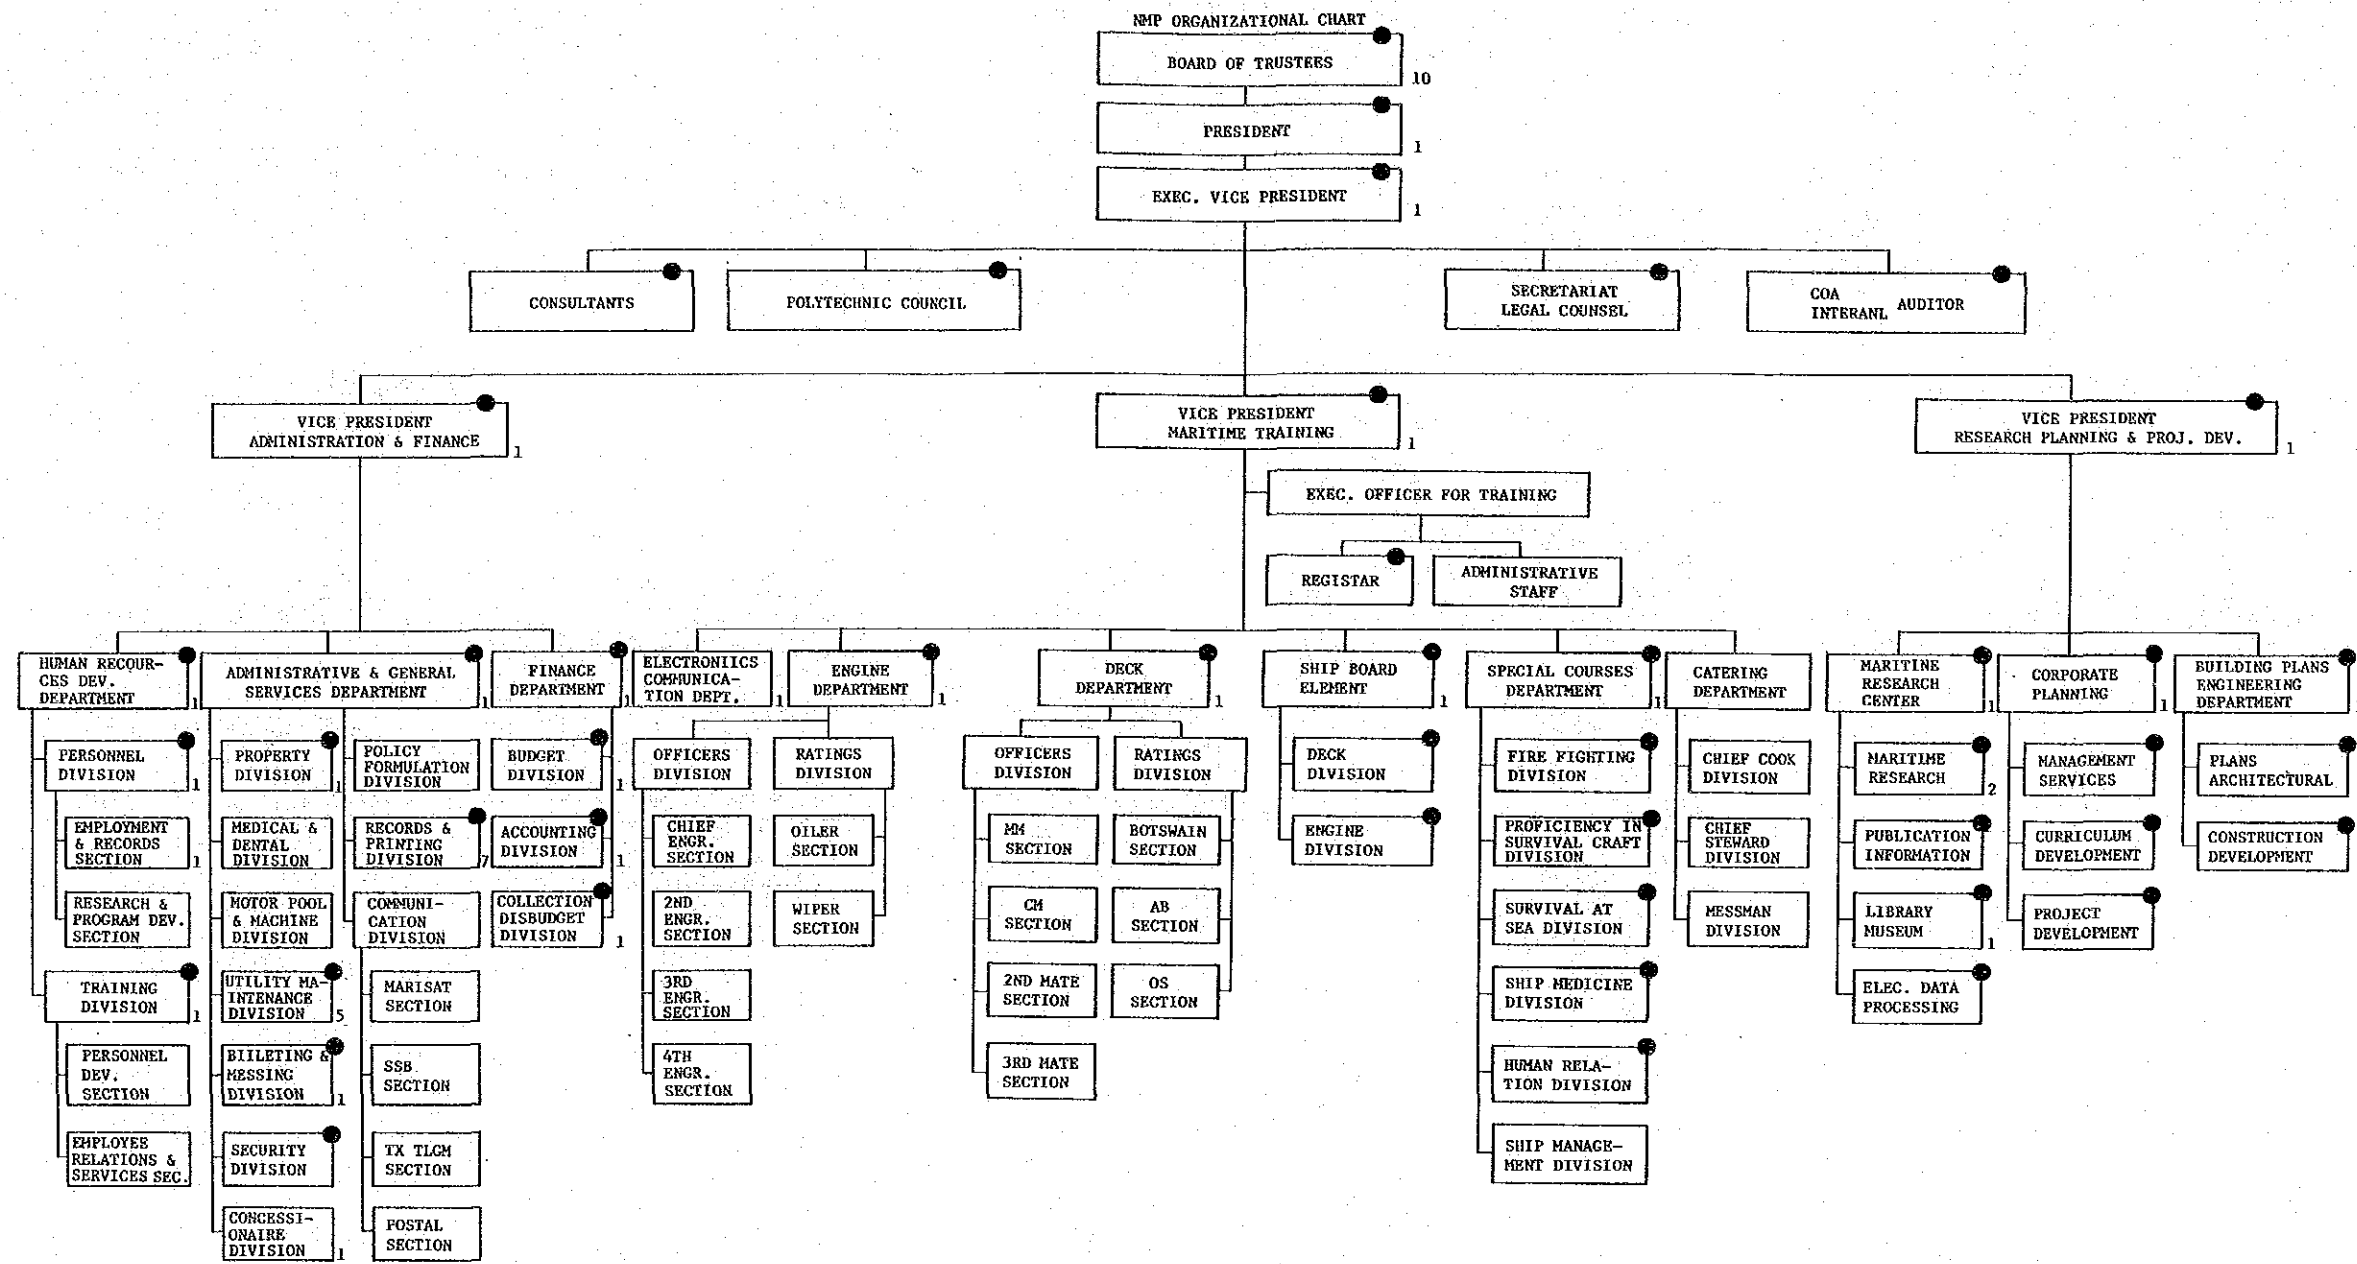 NMP ORGANIZATIONAL CHART
BOARD OF TRUSTEES
10
PRESIDENT
1
EXEC. VICE PRESIDENT
1
CONSULTANTS
POLYTECHNIC COUNCIL
SECRETARIAT
LEGAL COUNSEL
COA
INTERANL AUDITOR
VICE PRESIDENT
ADMINISTRATION & FINANCE
1
VICE PRESIDENT
MARITIME TRAINING
1
VICE PRESIDENT
RESEARCH PLANNING & PROJ. DEV.
1
EXEC. OFFICER FOR TRAINING
REGISTAR
ADMINISTRATIVE
STAFF
HUMAN RECOUR-
CES DEV.
DEPARTMENT
1
ADMINISTRATIVE & GENERAL
SERVICES DEPARTMENT
1
FINANCE
DEPARTMENT
1
ELECTRONIICS
COMMUNICA-
TION DEPT.
1
ENGINE
DEPARTMENT
1
DECK
DEPARTMENT
1
SHIP BOARD
ELEMENT
1
SPECIAL COURSES
DEPARTMENT
1
CATERING
DEPARTMENT
MARITINE
RESEARCH
CENTER
1
CORPORATE
PLANNING
1
BUILDING PLANS
ENGINEERING
DEPARTMENT
PERSONNEL
DIVISION
1
EMPLOYMENT
& RECORDS
SECTION
1
RESEARCH &
PROGRAM DEV.
SECTION
TRAINING
DIVISION
1
PERSONNEL
DEV.
SECTION
EMPLOYEE
RELATIONS &
SERVICES SEC.
PROPERTY
DIVISION
1
MEDICAL &
DENTAL
DIVISION
MOTOR POOL
& MACHINE
DIVISION
UTILITY MA-
INTENANCE
DIVISION
5
BIILETING &
MESSING
DIVISION
1
SECURITY
DIVISION
CONCESSI-
ONAIRE
DIVISION
1
POLICY
FORMULATION
DIVISION
RECORDS &
PRINTING
DIVISION
7
COMMUNI-
CATION
DIVISION
MARISAT
SECTION
SSB
SECTION
TX TLGM
SECTION
POSTAL
SECTION
BUDGET
DIVISION
1
ACCOUNTING
DIVISION
1
COLLECTION
DISBUDGET
DIVISION
1
OFFICERS
DIVISION
CHIEF
ENGR.
SECTION
2ND
ENGR.
SECTION
3RD
ENGR.
SECTION
4TH
ENGR.
SECTION
RATINGS
DIVISION
OILER
SECTION
WIPER
SECTION
OFFICERS
DIVISION
MM
SECTION
CM
SECTION
2ND MATE
SECTION
3RD MATE
SECTION
RATINGS
DIVISION
BOTSWAIN
SECTION
AB
SECTION
OS
SECTION
DECK
DIVISION
ENGINE
DIVISION
FIRE FIGHTING
DIVISION
PROFICIENCY IN
SURVIVAL CRAFT
DIVISION
SURVIVAL AT
SEA DIVISION
SHIP MEDICINE
DIVISION
HUMAN RELA-
TION DIVISION
SHIP MANAGE-
MENT DIVISION
CHIEF COOK
DIVISION
CHIEF
STEWARD
DIVISION
MESSMAN
DIVISION
MARITIME
RESEARCH
2
PUBLICATION
INFORMATION
LIBRARY
MUSEUM
1
ELEC. DATA
PROCESSING
MANAGEMENT
SERVICES
CURRICULUM
DEVELOPMENT
PROJECT
DEVELOPMENT
PLANS
ARCHITECTURAL
CONSTRUCTION
DEVELOPMENT